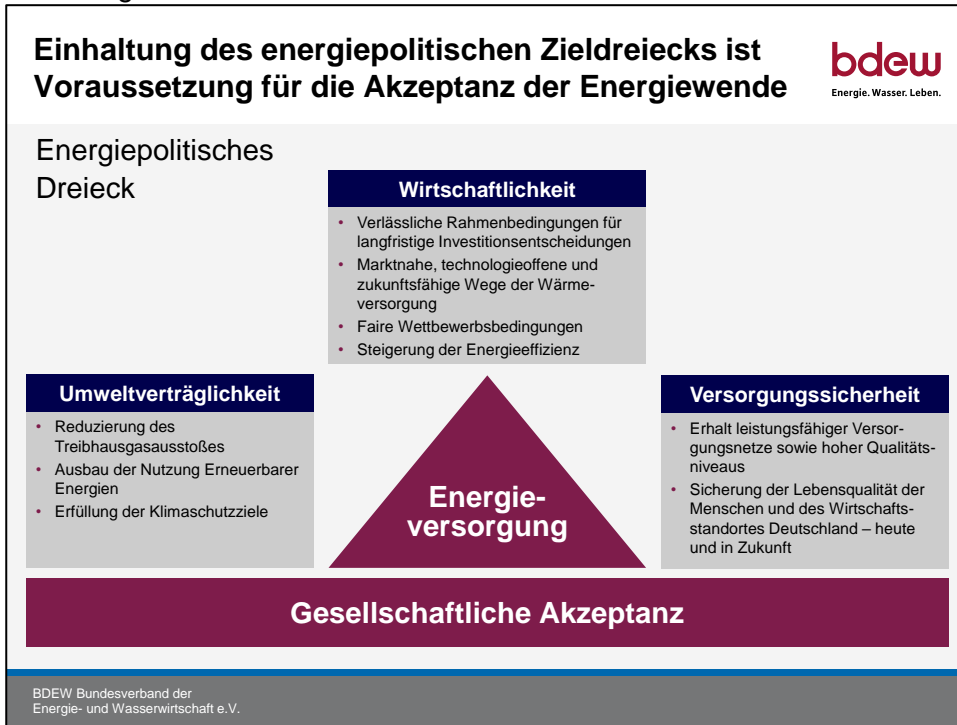 Einhaltung des energiepolitischen Zieldreiecks ist
Voraussetzung für die Akzeptanz der Energiewende
bdew
Energie. Wasser. Leben.
Energiepolitisches
Dreieck
Wirtschaftlichkeit
• Verlässliche Rahmenbedingungen für
langfristige Investitionsentscheidungen
• Marktnahe, technologieoffene und
zukunftsfähige Wege der Wärme-
versorgung
• Faire Wettbewerbsbedingungen
• Steigerung der Energieeffizienz
Umweltverträglichkeit
• Reduzierung des
Treibhausgasausstoßes
• Ausbau der Nutzung Erneuerbarer
Energien
• Erfüllung der Klimaschutzziele
Energie-
versorgung
Versorgungssicherheit
• Erhalt leistungsfähiger Versor-
gungsnetze sowie hoher Qualitäts-
niveaus
• Sicherung der Lebensqualität der
Menschen und des Wirtschafts-
standortes Deutschland – heute
und in Zukunft
Gesellschaftliche Akzeptanz
BDEW Bundesverband der
Energie- und Wasserwirtschaft e.V.